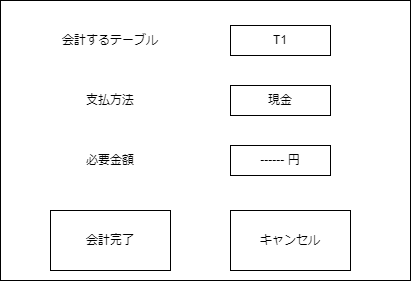 会計するテーブル T1
支払方法 現金
必要金額 ------ 円
会計完了 キャンセル